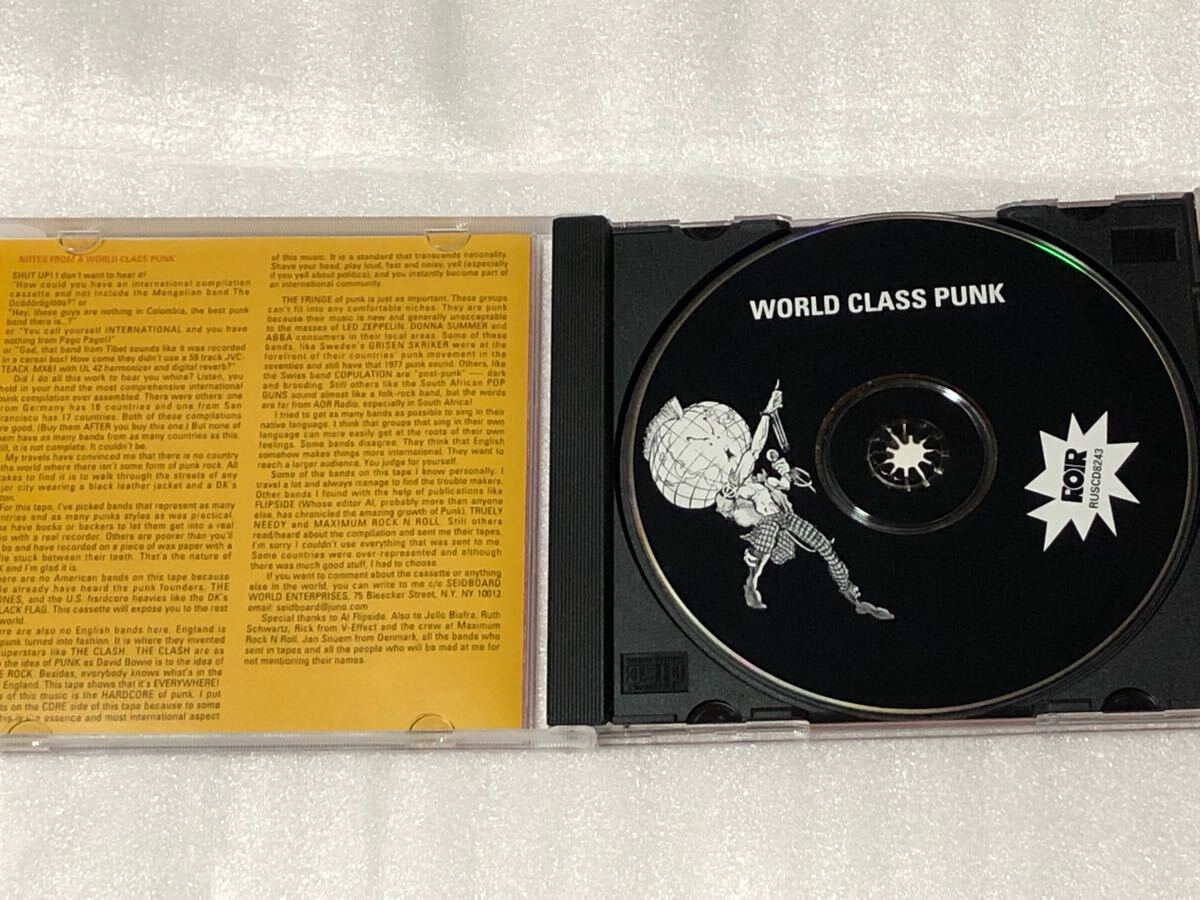 NOTES FROM A WORLD CLASS PUNK
SHUT UP! I don't want to hear it!
"How could you have an international compilation
cassette and not include the Mongolian band The
or
"Hey, those guys are nothing in Colombia, the best punk
band there is..?"
or "You call yourself INTERNATIONAL and you have
nothing from Pago Pago!!"
or "God, that band from Tibet sounds like it was recorded
in a cereal box! How come they didn't use a 59 track JVC-
TEACK-MX61 with UL 42 harmonizer and digital reverb?"
Did I do all this work to hear you whine? Listen, you
hold in your hand the most comprehensive international
punk compilation ever assembled. There were others: one
from Germany has 16 countries and one from San
Francisco has 17 countries. Both of these compilations
are good. (Buy them AFTER you buy this one.) But none of
them have as many bands from as many countries as this.
ill, it is not complete. It couldn't be.
My travels have convinced me that there is no country
the world where there isn't some form of punk rock. All
takes to find it is to walk through the streets of any
jor city wearing a black leather jacket and a DK's
ton.
For this tape, I've picked bands that represent as many
ntries and as many punks styles as was practical.
e have bucks or backers to let them get into a real
io with a real recorder. Others are poorer than you'll
be and have recorded on a piece of wax paper with a
lle stuck between their teeth. That's the nature of
K and I'm glad it is.
ere are no American bands on this tape because
le already have heard the punk founders, THE
ONES, and the U.S. hardcore heavies like the DK's
LACK FLAG. This cassette will expose you to the rest
world.
re are also no English bands here. England is
punk turned into fashion. It is where they invented
uperstars like THE CLASH. THE CLASH are as
o the idea of PUNK as David Bowie is to the idea of
E ROCK. Besides, everybody knows what's in the
England. This tape shows that it's EVERYWHERE!
s of this music is the HARDCORE of punk. I put
ts on the CORE side of this tape because to some
his is the essence and most international aspect
of this music. It is a standard that transcends nationality.
Shave your head, play loud, fast and noisy, yell (especially
if you yell about politics), and you instantly become part of
an international community.
THE FRINGE of punk is just as important. These groups
can't fit into any comfortable niches. They are punk
because their music is new and generally unacceptable
to the masses of LED ZEPPELIN, DONNA SUMMER and
ABBA consumers in their local areas. Some of these
bands, like Sweden's GRISEN SKRIKER were at the
forefront of their countries' punk movement in the
seventies and still have that 1977 punk sound. Others, like
the Swiss band COPULATION are "post-punk" — dark
and brooding. Still others like the South African POP
GUNS sound almost like a folk-rock band, but the words
are far from AOR Radio, especially in South Africa!
I tried to get as many bands as possible to sing in their
native language. I think that groups that sing in their own
language can more easily get at the roots of their own
feelings. Some bands disagree. They think that English
somehow makes things more international. They want to
reach a larger audience. You judge for yourself.
Some of the bands on this tape I know personally. I
travel a lot and always manage to find the trouble makers.
Other bands I found with the help of publications like
FLIPSIDE (Whose editor Al, probably more than anyone
else, has chronicled the amazing growth of Punk). TRUELY
NEEDY and MAXIMUM ROCK N ROLL. Still others
read/heard about the compilation and sent me their tapes.
I'm sorry I couldn't use everything that was sent to me.
Some countries were over-represented and although
there was much good stuff, I had to choose.
If you want to comment about the cassette or anything
else in the world, you can write to me c/o SEIDBOARD
WORLD ENTERPRISES, 75 Bleecker Street, N.Y. NY 10012
email: seidboard@juno.com
Special thanks to Al Flipside. Also to Jello Biafra, Ruth
Schwartz, Rick from V-Effect and the crew at Maximum
Rock N Roll, Jan Snuem from Denmark, all the bands who
sent in tapes and all the people who will be mad at me for
not mentioning their names.
WORLD CLASS PUNK
ROIR
RUSCD8243